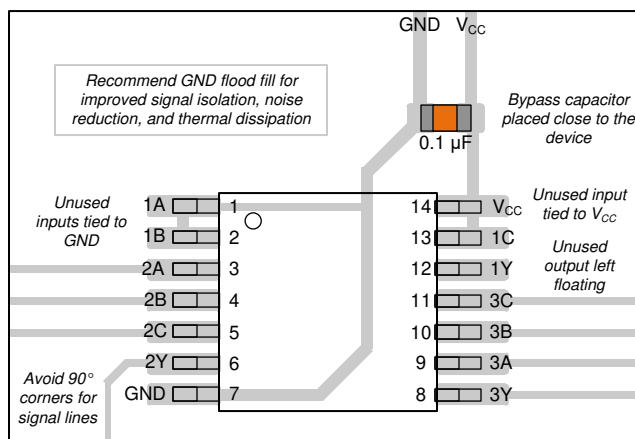 GND V_CC
Recommend GND flood fill for
improved signal isolation, noise
reduction, and thermal dissipation
Bypass capacitor
placed close to the
device
0.1 µF
Unused
inputs tied to
GND
1A 1 14 V_CC
Unused input
tied to V_CC
1B 2 13 1C
2A 3 12 1Y
Unused
output left
floating
2B 4 11 3C
2C 5 10 3B
2Y 6 9 3A
GND 7 8 3Y
Avoid 90°
corners for
signal lines